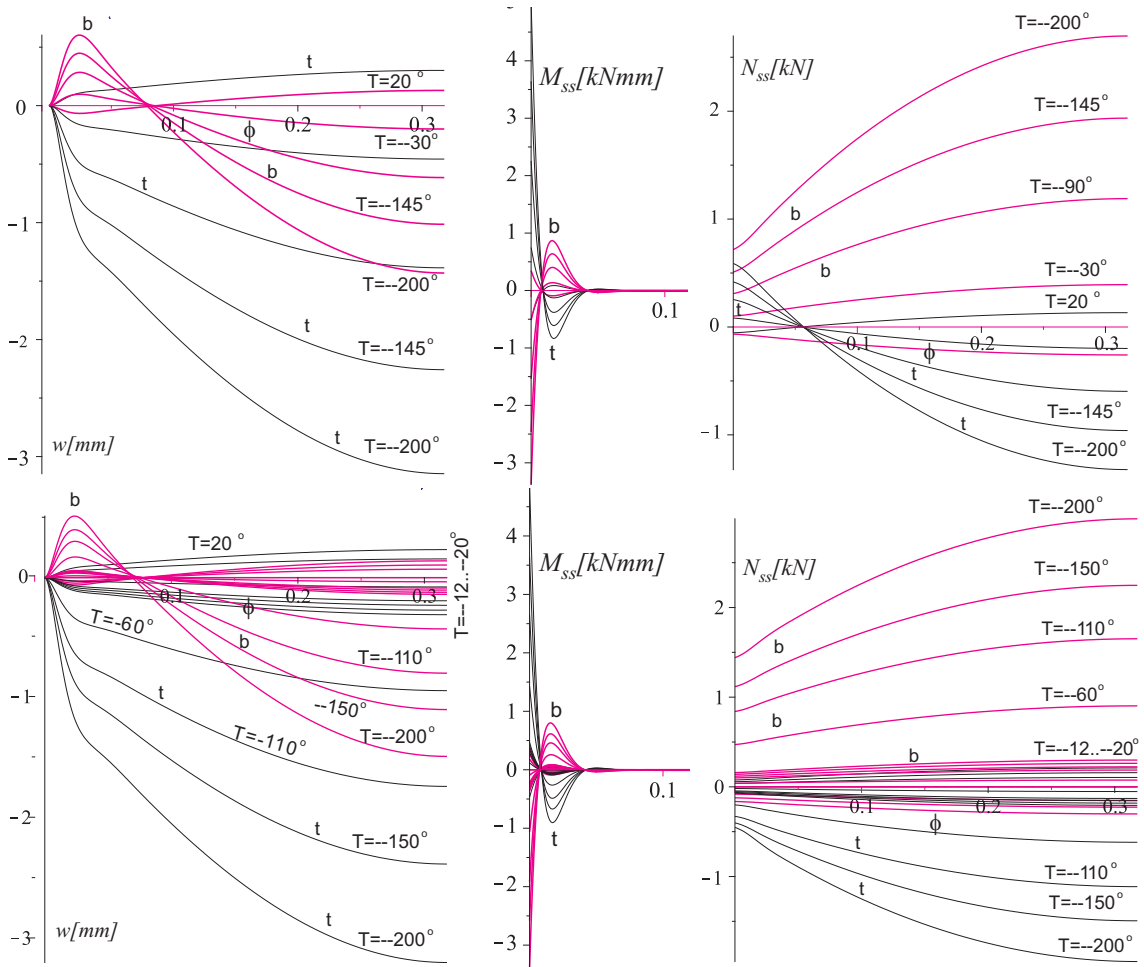 b
t
T=20°
0
0.1
ϕ
0.2
0.3
T=--30°
t
b
T=--145°
−1
T=--200°
−2
t
T=--145°
t
T=--200°
w[mm]
−3
5
4
M_ss[kNmm]
3
2
b
1
0
0.1
−1
t
−2
−3
N_ss[kN]
T=--200°
2
T=--145°
T=--90°
b
1
b
T=--30°
t
T=20°
0
0.1
0.2
0.3
ϕ
t
T=--145°
−1
t
T=--200°
b
T=20°
T=--12..--20°
0
0.1
0.2
0.3
ϕ
T=-60°
b
T=--110°
−1
t
--150°
T=-110°
T=--200°
−2
T=--150°
t
w[mm]
T=--200°
−3
5
4
M_ss[kNmm]
3
2
b
1
0
0.1
−1
t
−2
−3
T=--200°
N_ss[kN]
T=--150°
2
b
T=--110°
1
T=--60°
b
b
T=--12..--20°
0
0.1
0.2
0.3
ϕ
t
T=--110°
−1
t
T=--150°
T=--200°